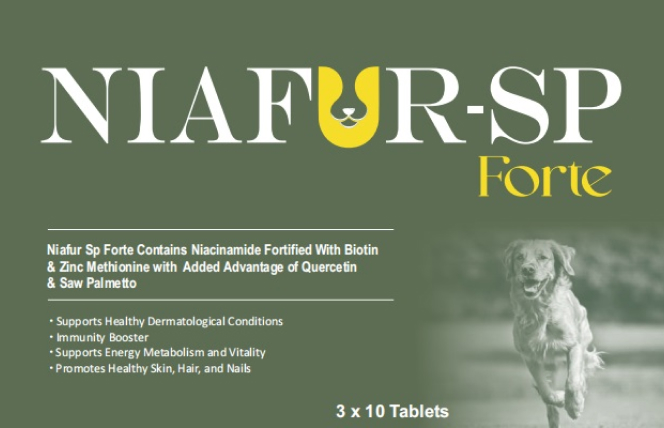 NIAFUR-SP
Forte
Niafur Sp Forte Contains Niacinamide Fortified With Biotin
& Zinc Methionine with Added Advantage of Quercetin
& Saw Palmetto
• Supports Healthy Dermatological Conditions
• Immunity Booster
• Supports Energy Metabolism and Vitality
• Promotes Healthy Skin, Hair, and Nails
3 x 10 Tablets